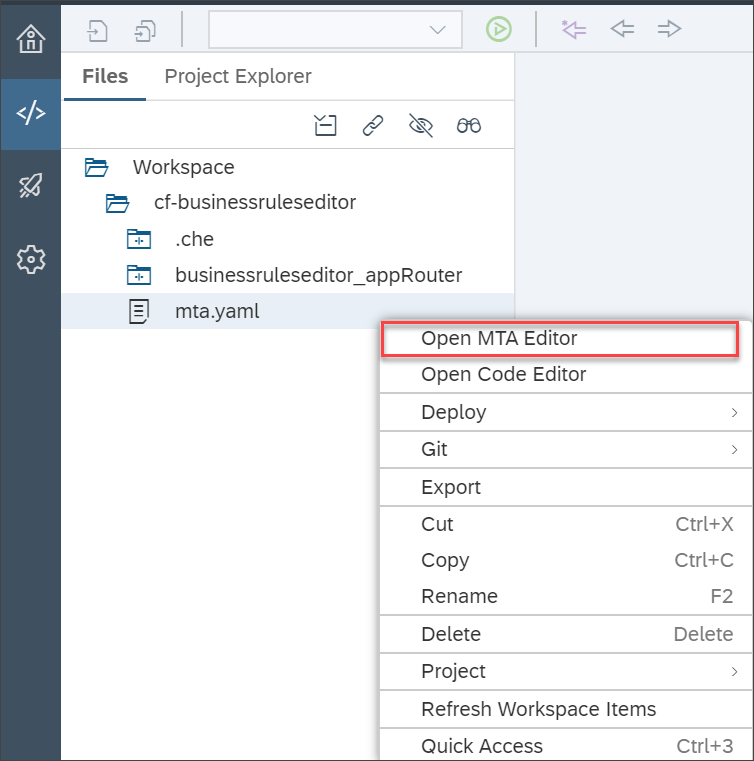 Files Project Explorer
Workspace
cf-businessruleseditor
.che
businessruleseditor_appRouter
mta.yaml
Open MTA Editor
Open Code Editor
Deploy
Git
Export
Cut Ctrl+X
Copy Ctrl+C
Rename F2
Delete Delete
Project
Refresh Workspace Items
Quick Access Ctrl+3